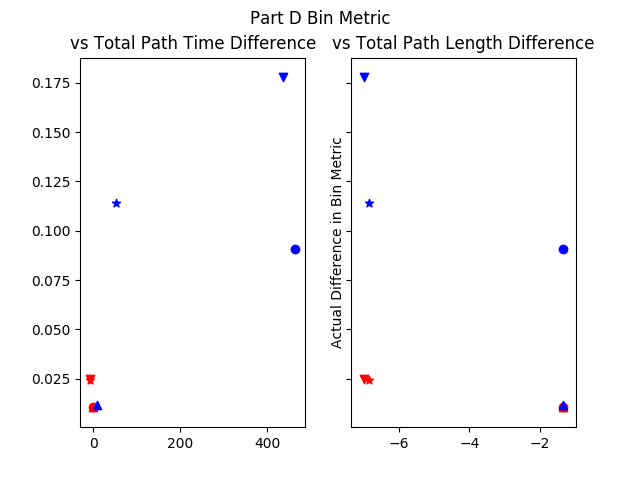 Part D Bin Metric
vs Total Path Time Difference
vs Total Path Length Difference
0.175
0.150
0.125
0.100
0.075
0.050
0.025
Actual Difference in Bin Metric
0 200 400
−6 −4 −2